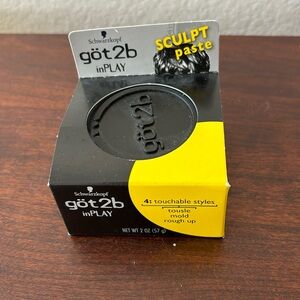 Schwarzkopf
göt2b
inPLAY
SCULPT
paste
göt2b
Schwarzkopf
göt2b
inPLAY
NET WT 2 OZ (57 g)
4: touchable styles
tousle
mold
rough up